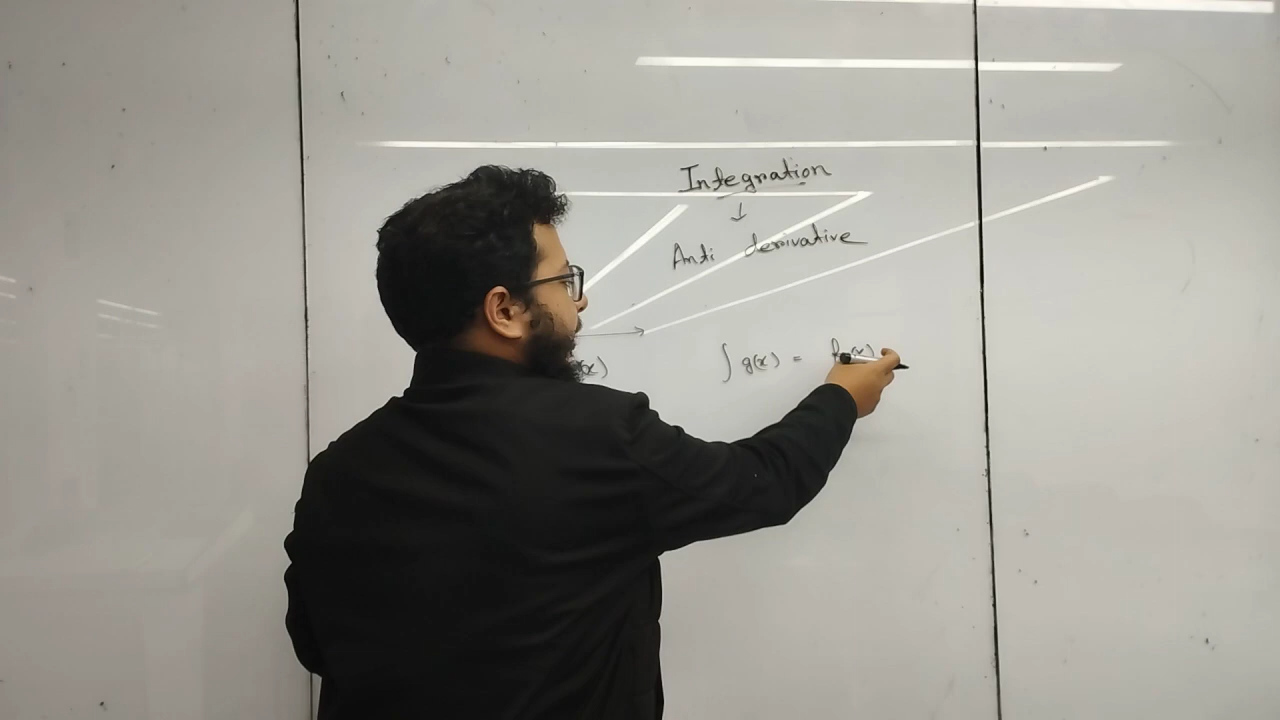 Integration
↓
Anti derivative
→
(x) ∫ g(x) = f(x)